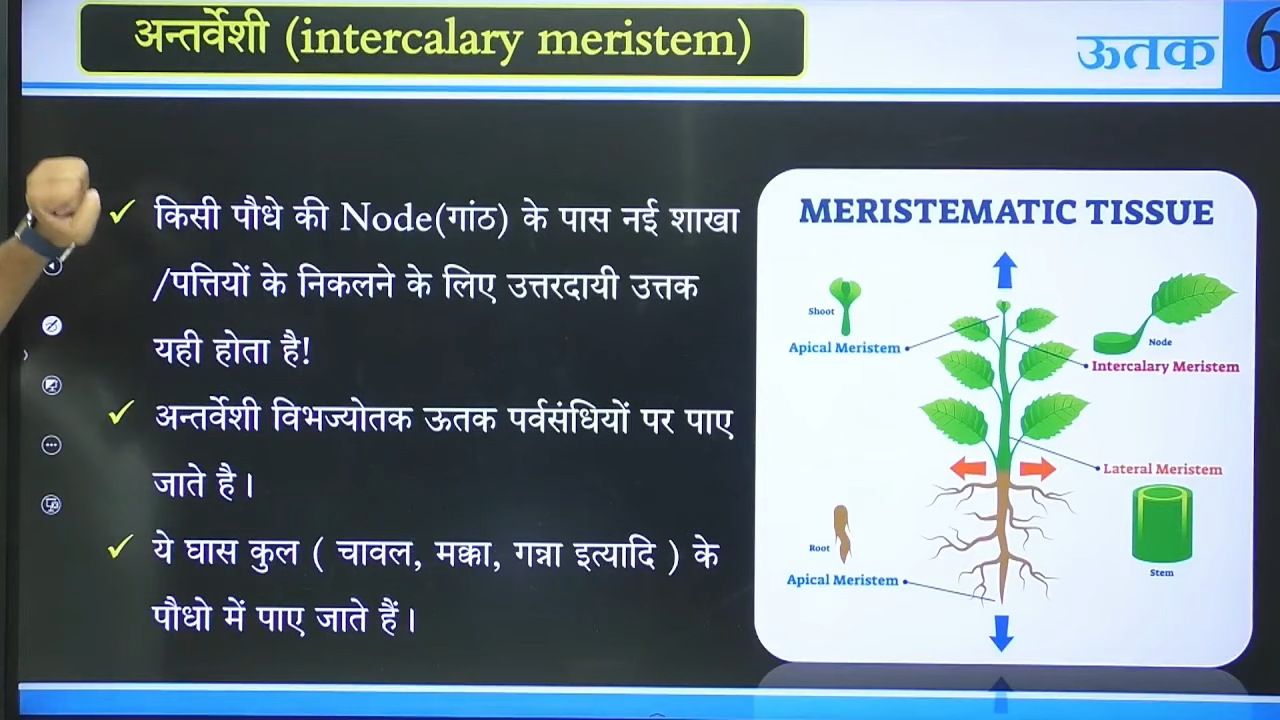 अन्तर्वेशी (intercalary meristem)
ऊतक 6
किसी पौधे की Node(गांठ) के पास नई शाखा
/पत्तियों के निकलने के लिए उत्तरदायी उत्तक
यही होता है!
अन्तर्वेशी विभज्योतक ऊतक पर्वसंधियों पर पाए
जाते है।
ये घास कुल ( चावल, मक्का, गन्ना इत्यादि ) के
पौधो में पाए जाते हैं।
MERISTEMATIC TISSUE
Shoot
Apical Meristem
Node
Intercalary Meristem
Lateral Meristem
Root
Apical Meristem
Stem